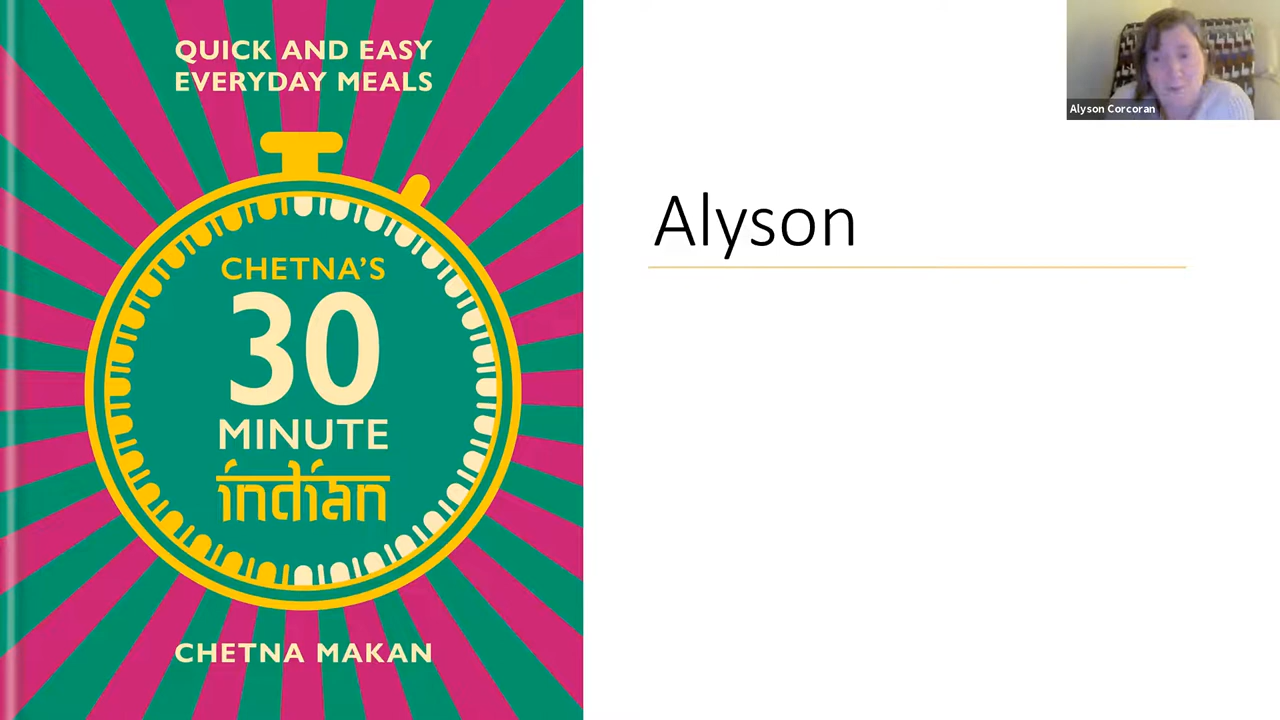 QUICK AND EASY
EVERYDAY MEALS
CHETNA'S
30
MINUTE
indian
CHETNA MAKAN
Alyson
Alyson Corcoran